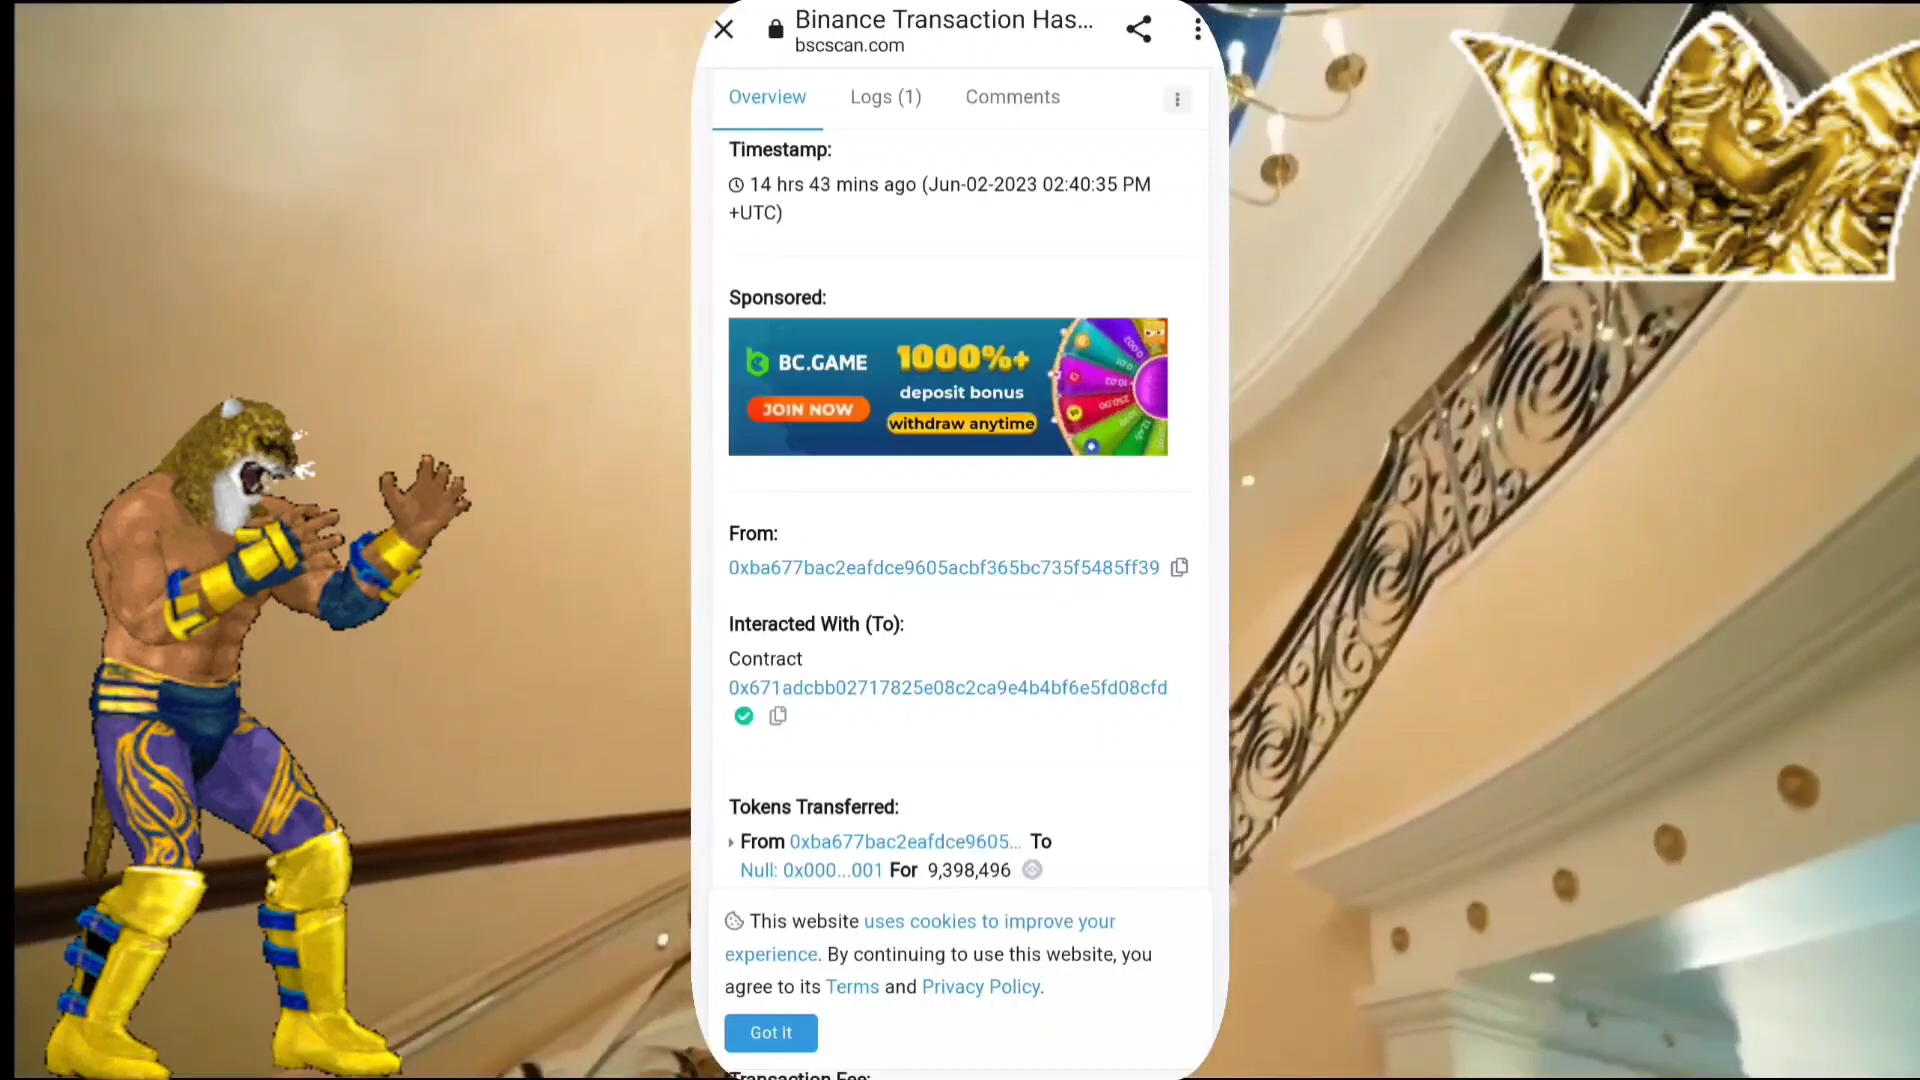 Binance Transaction Has...
bscscan.com
Overview
Logs (1)
Comments
Timestamp:
14 hrs 43 mins ago (Jun-02-2023 02:40:35 PM
+UTC)
Sponsored:
BC.GAME
JOIN NOW
1000%+
deposit bonus
withdraw anytime
From:
0xba677bac2eafdce9605acbf365bc735f5485ff39
Interacted With (To):
Contract
0x671adcbb02717825e08c2ca9e4b4bf6e5fd08cfd
Tokens Transferred:
From 0xba677bac2eafdce9605... To
Null: 0x000...001 For 9,398,496
This website uses cookies to improve your
experience. By continuing to use this website, you
agree to its Terms and Privacy Policy.
Got It
Transaction Fee: